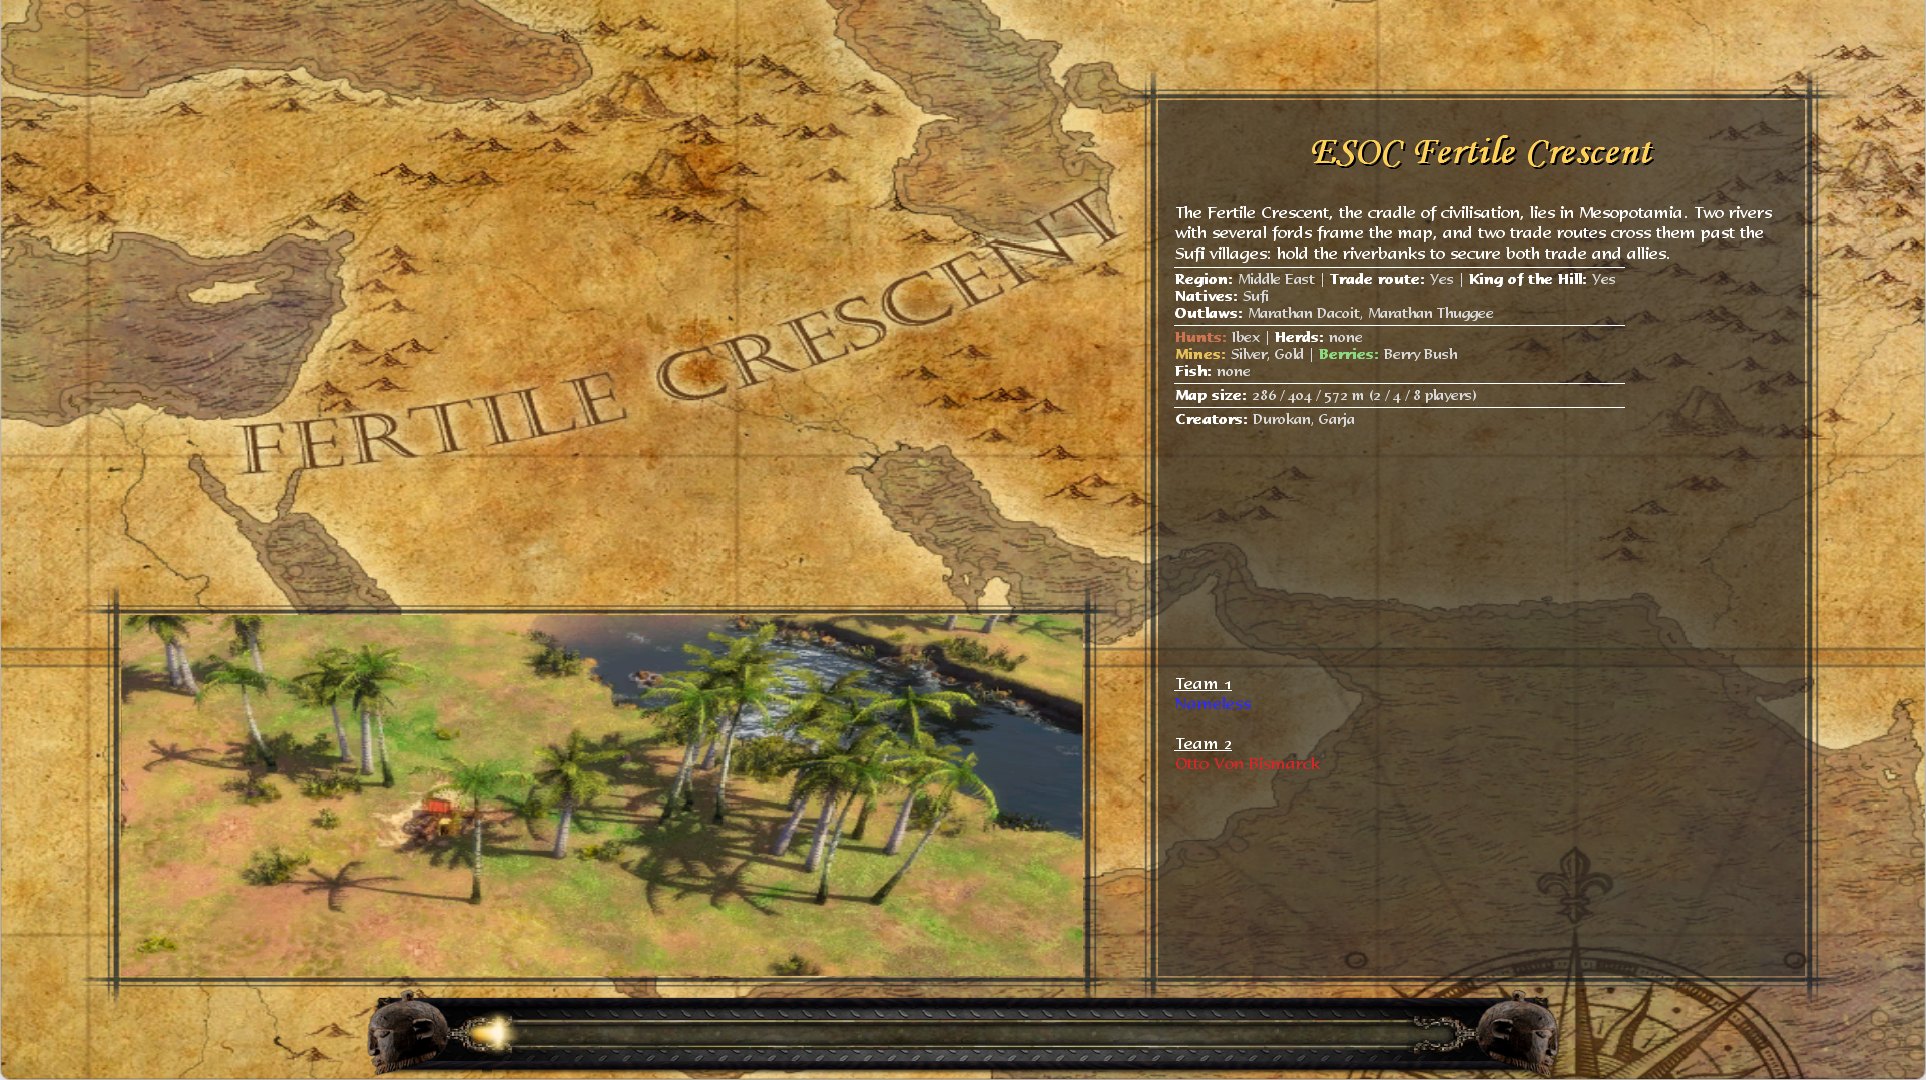 FERTILE CRESCENT
ESOC Fertile Crescent
The Fertile Crescent, the cradle of civilisation, lies in Mesopotamia. Two rivers
with several fords frame the map, and two trade routes cross them past the
Sufi villages: hold the riverbanks to secure both trade and allies.
Region: Middle East | Trade route: Yes | King of the Hill: Yes
Natives: Sufi
Outlaws: Marathan Dacoit, Marathan Thuggee
Hunts: Ibex | Herds: none
Mines: Silver, Gold | Berries: Berry Bush
Fish: none
Map size: 286 / 404 / 572 m (2 / 4 / 8 players)
Creators: Durokan, Garja
Team 1
Nameless
Team 2
Otto Von Bismarck